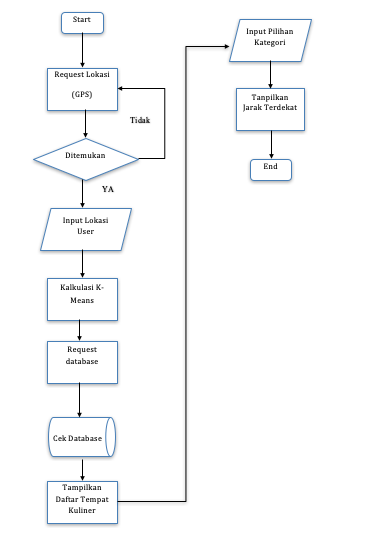 Start
Request Lokasi
(GPS)
Tidak
Ditemukan
YA
Input Lokasi
User
Kalkulasi K-
Means
Request
database
Cek Database
Tampilkan
Daftar Tempat
Kuliner
Input Pilihan
Kategori
Tanpilkan
Jarak Terdekat
End